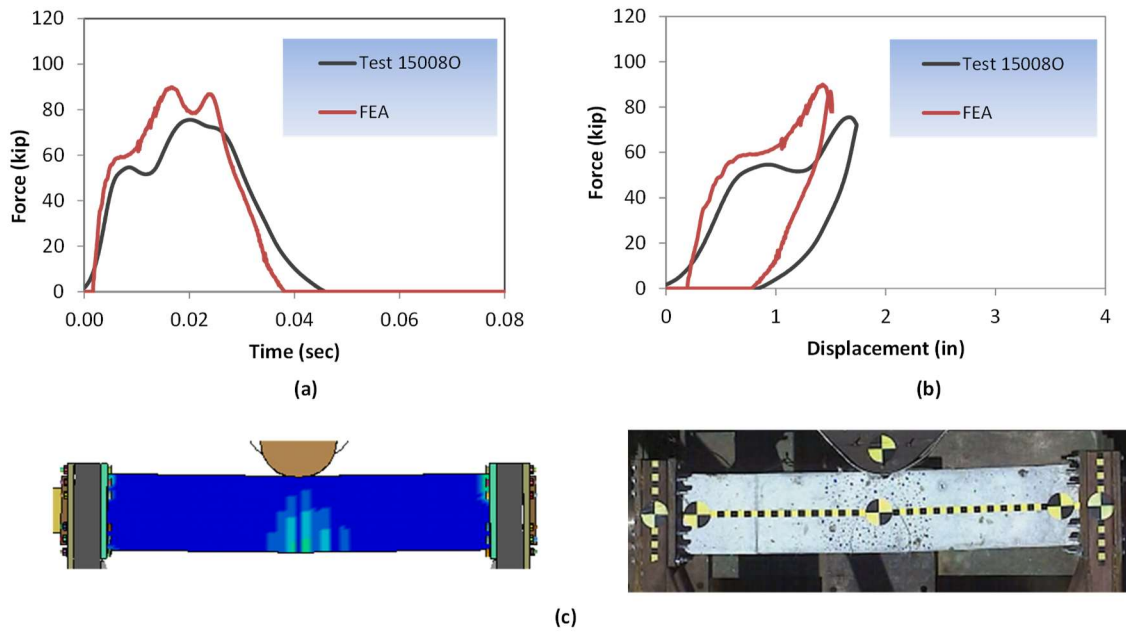 120
100
80
60
40
20
0
Force (kip)
Test 15008O
FEA
0.00 0.02 0.04 0.06 0.08
Time (sec)
(a)
120
100
80
60
40
20
0
Force (kip)
Test 15008O
FEA
0 1 2 3 4
Displacement (in)
(b)
(c)